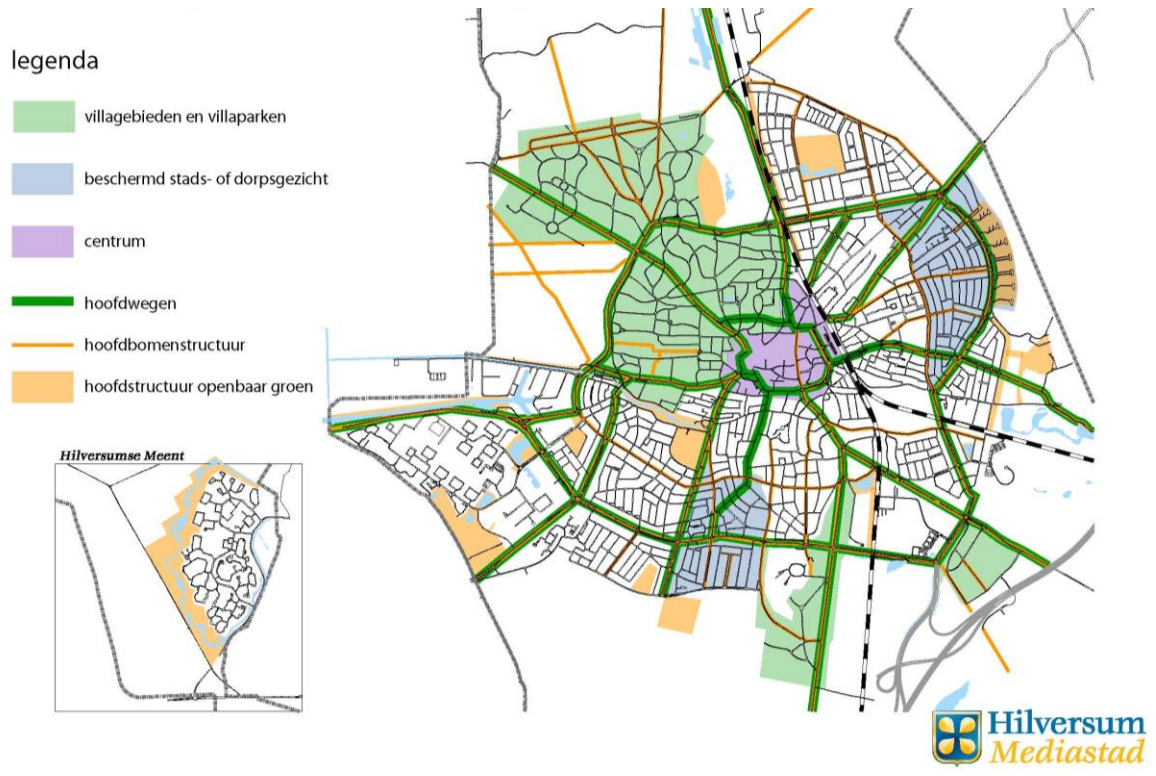 legenda
villagebieden en villaparken
beschermd stads- of dorpsgezicht
centrum
hoofdwegen
hoofdbomenstructuur
hoofdstructuur openbaar groen
Hilversumse Meent
Hilversum
Mediastad